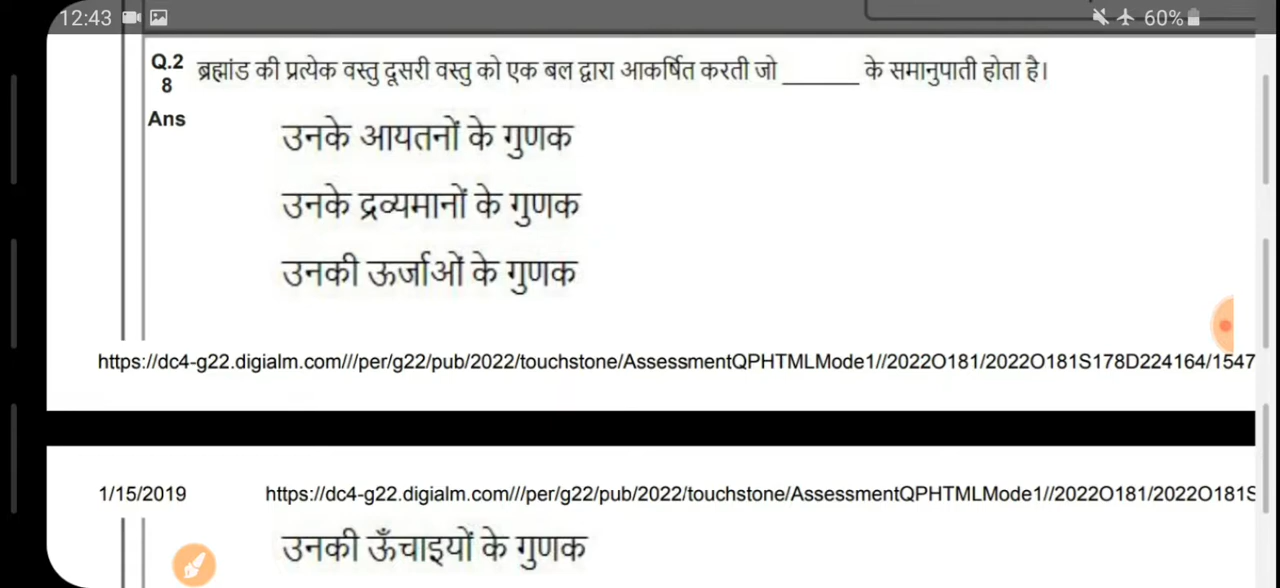 12:43
60%
Q.2 ब्रह्मांड की प्रत्येक वस्तु दूसरी वस्तु को एक बल द्वारा आकर्षित करती जो ______ के समानुपाती होता है।
8
Ans
उनके आयतनों के गुणक
उनके द्रव्यमानों के गुणक
उनकी ऊर्जाओं के गुणक
https://dc4-g22.digialm.com///per/g22/pub/2022/touchstone/AssessmentQPHTMLMode1//2022O181/2022O181S178D224164/1547
1/15/2019 https://dc4-g22.digialm.com///per/g22/pub/2022/touchstone/AssessmentQPHTMLMode1//2022O181/2022O181S
उनकी ऊँचाइयों के गुणक